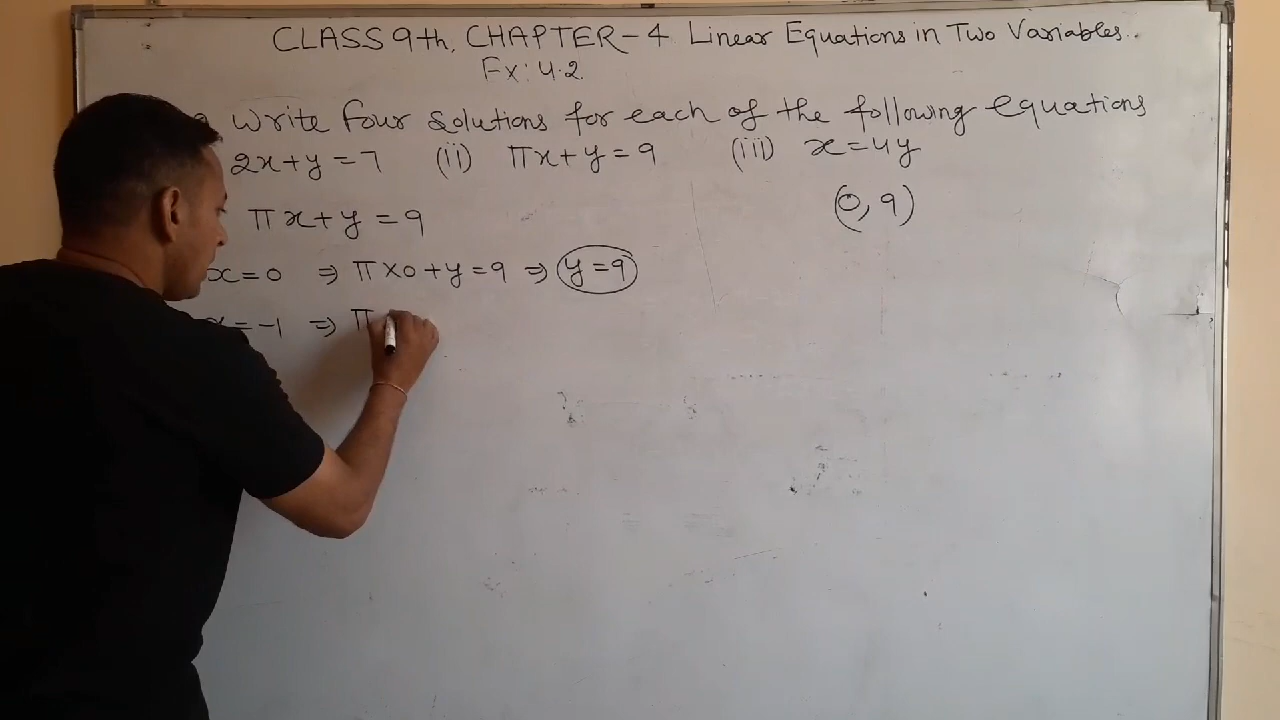 CLASS 9th, CHAPTER-4 Linear Equations in Two Variables..
Ex: 4.2.
Write four solutions for each of the following equations
2x+y=7 (ii) πx+y=9 (iii) x=4y
πx+y=9 (0, 9)
x=0 ⇒ π×0+y=9 ⇒ y=9
x=-1 ⇒ π